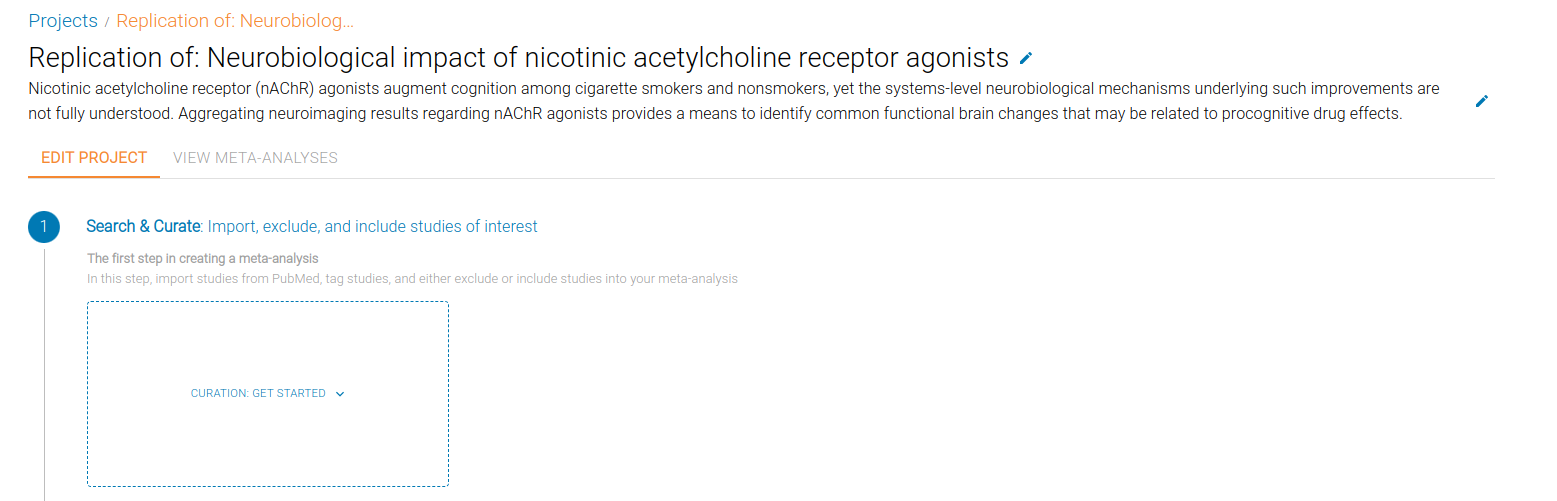 Projects / Replication of: Neurobiolog...
Replication of: Neurobiological impact of nicotinic acetylcholine receptor agonists
Nicotinic acetylcholine receptor (nAChR) agonists augment cognition among cigarette smokers and nonsmokers, yet the systems-level neurobiological mechanisms underlying such improvements are
not fully understood. Aggregating neuroimaging results regarding nAChR agonists provides a means to identify common functional brain changes that may be related to procognitive drug effects.
EDIT PROJECT VIEW META-ANALYSES
1 Search & Curate: Import, exclude, and include studies of interest
The first step in creating a meta-analysis
In this step, import studies from PubMed, tag studies, and either exclude or include studies into your meta-analysis
CURATION: GET STARTED